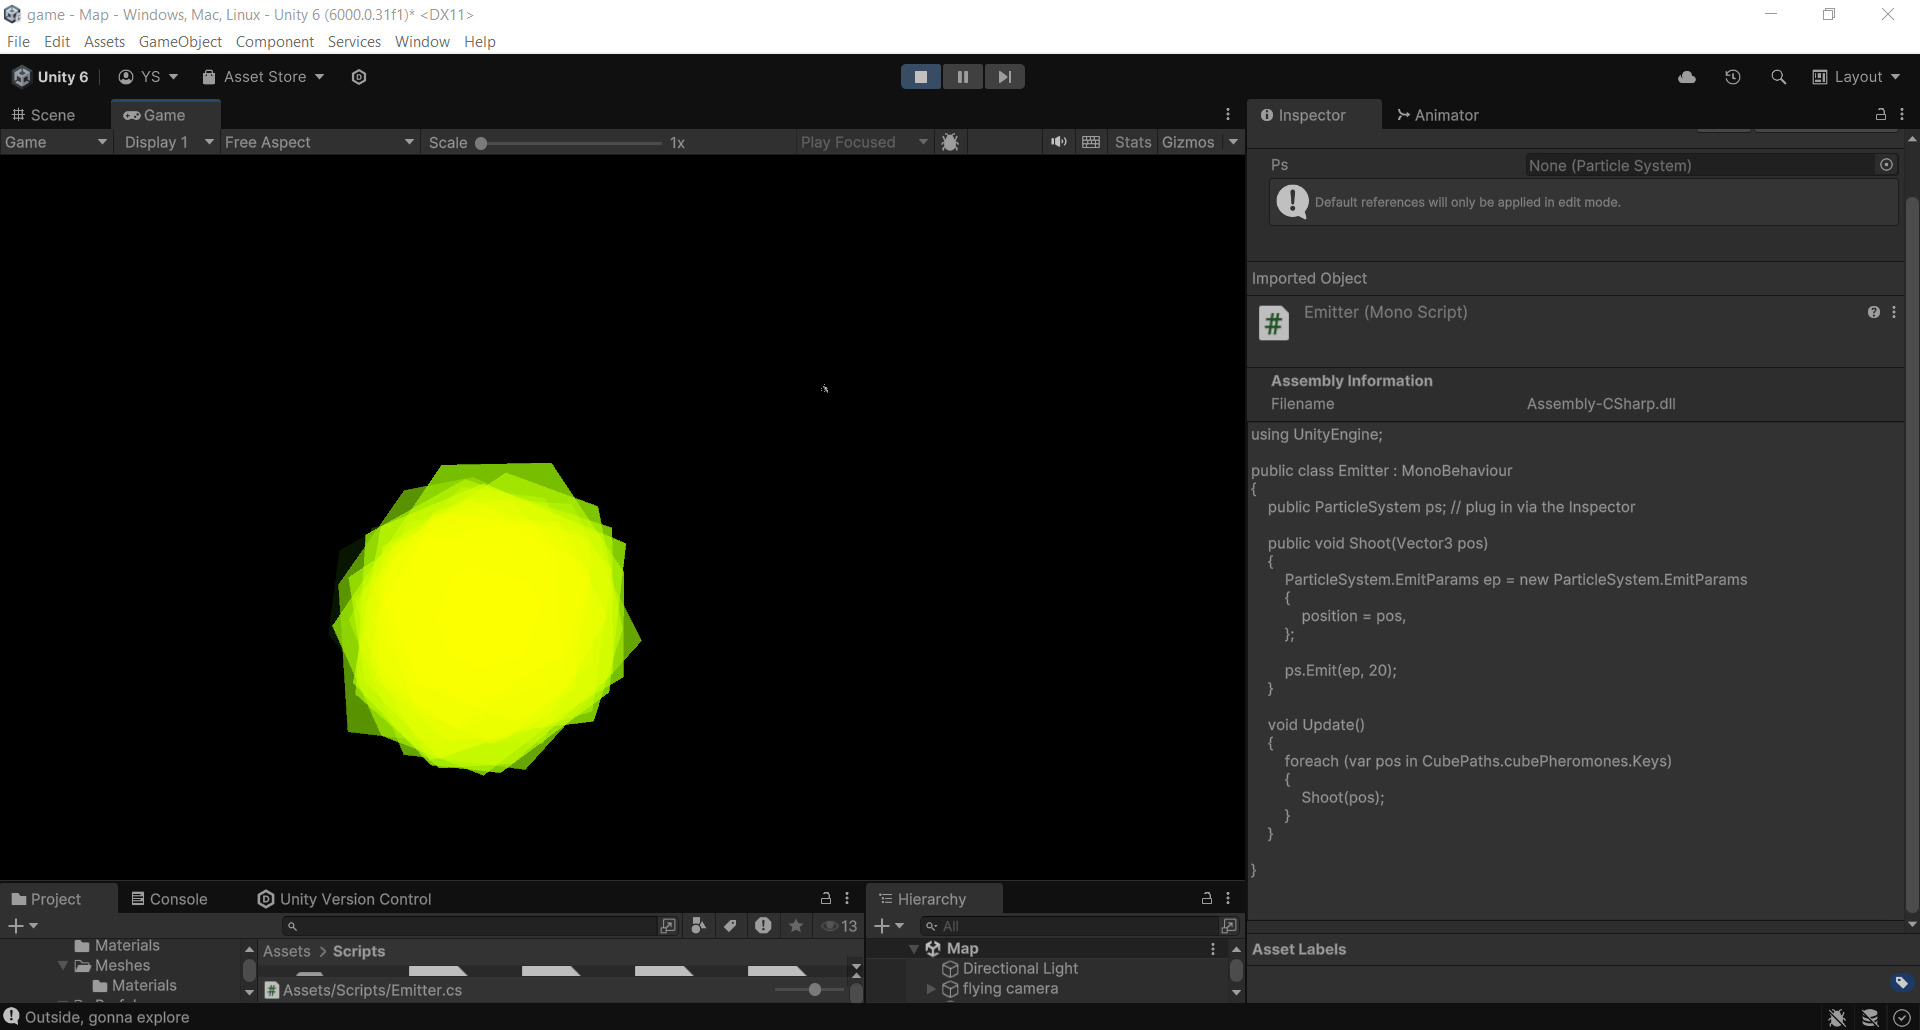 game - Map - Windows, Mac, Linux - Unity 6 (6000.0.31f1)* <DX11>
File Edit Assets GameObject Component Services Window Help
Unity 6 YS Asset Store Layout
Scene Game
Game Display 1 Free Aspect Scale 1x Play Focused Stats Gizmos
Inspector Animator
Ps None (Particle System)
Default references will only be applied in edit mode.
Imported Object
Emitter (Mono Script)
Assembly Information
Filename Assembly-CSharp.dll
using UnityEngine;
public class Emitter : MonoBehaviour
{
public ParticleSystem ps; // plug in via the Inspector
public void Shoot(Vector3 pos)
{
ParticleSystem.EmitParams ep = new ParticleSystem.EmitParams
{
position = pos,
};
ps.Emit(ep, 20);
}
void Update()
{
foreach (var pos in CubePaths.cubePheromones.Keys)
{
Shoot(pos);
}
}
}
Asset Labels
Project Console Unity Version Control
13
Materials
Meshes
Materials
Assets > Scripts
Assets/Scripts/Emitter.cs
Hierarchy
All
Map
Directional Light
flying camera
Outside, gonna explore